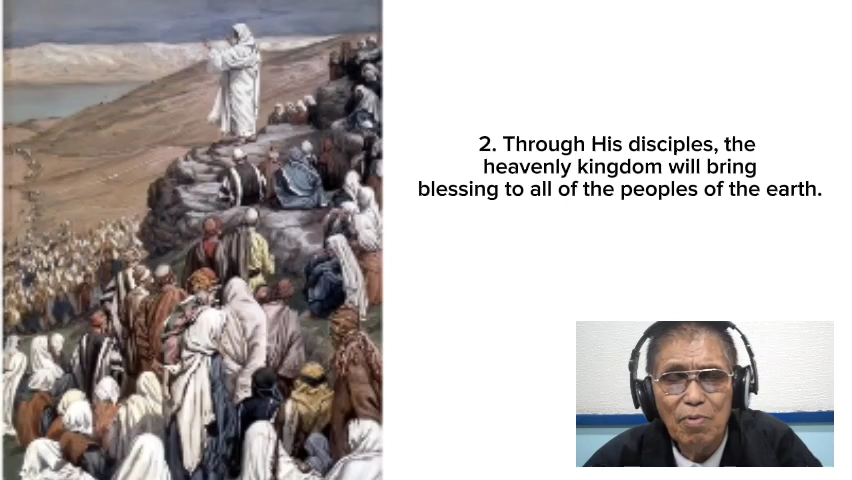 2. Through His disciples, the
heavenly kingdom will bring
blessing to all of the peoples of the earth.